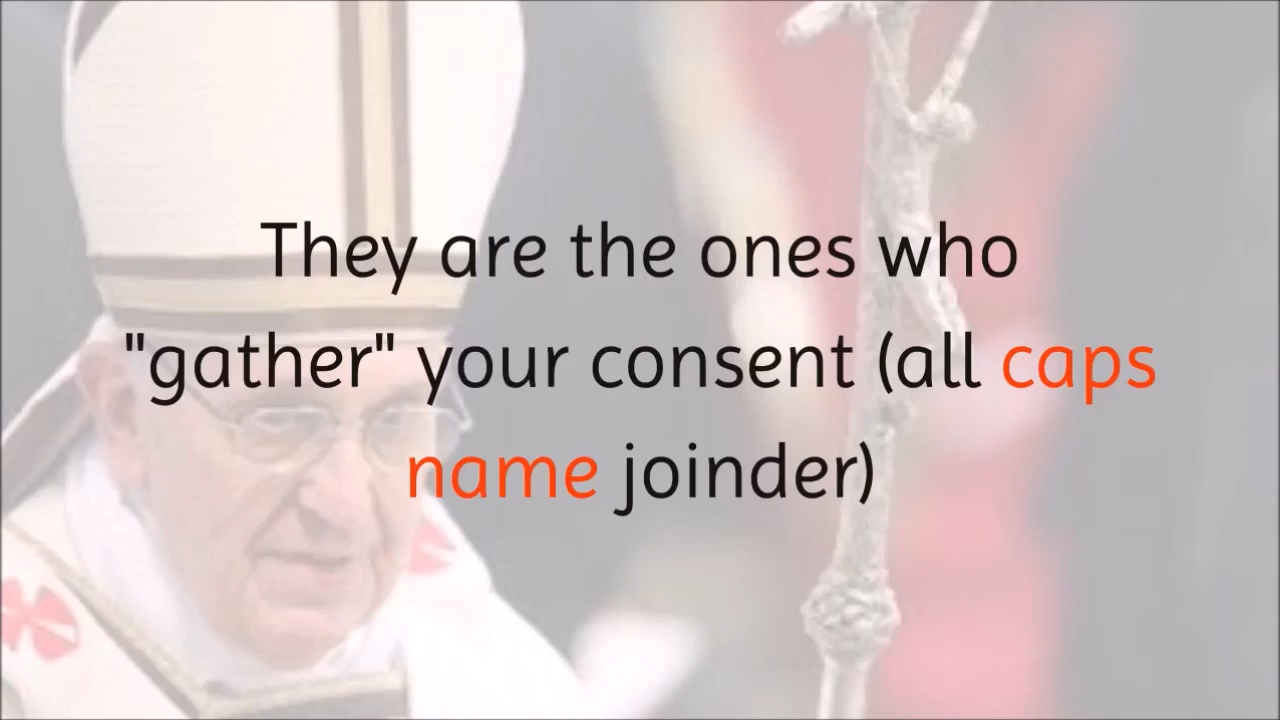 They are the ones who
"gather" your consent (all caps
name joinder)